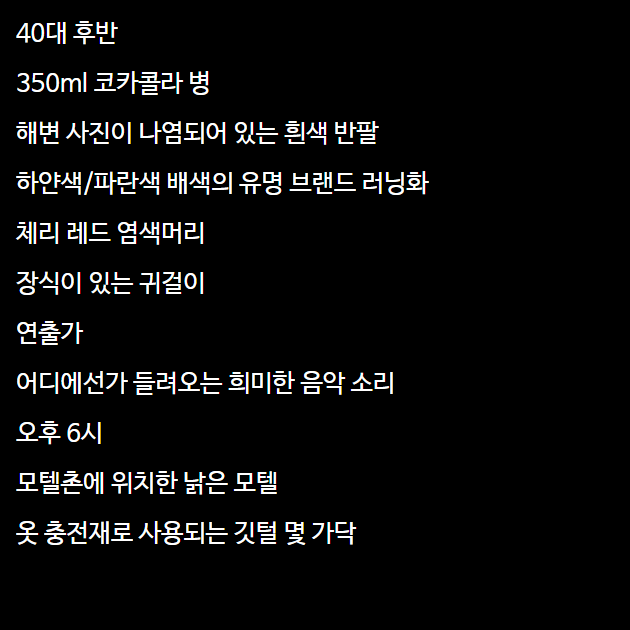 40대 후반
350ml 코카콜라 병
해변 사진이 나염되어 있는 흰색 반팔
하얀색/파란색 배색의 유명 브랜드 러닝화
체리 레드 염색머리
장식이 있는 귀걸이
연출가
어디에선가 들려오는 희미한 음악 소리
오후 6시
모텔촌에 위치한 낡은 모텔
옷 충전재로 사용되는 깃털 몇 가닥